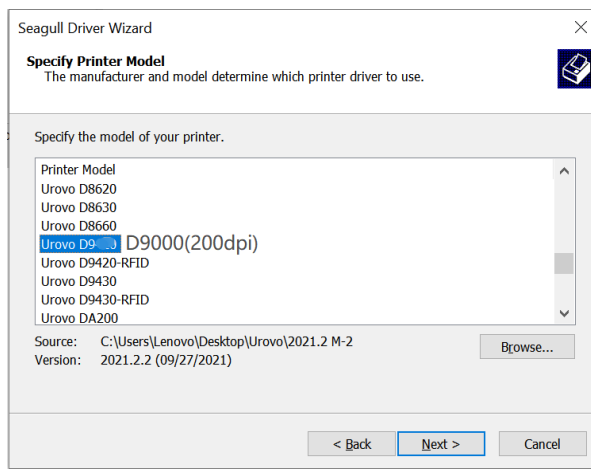 Seagull Driver Wizard
Specify Printer Model
The manufacturer and model determine which printer driver to use.
Specify the model of your printer.
Printer Model
Urovo D8620
Urovo D8630
Urovo D8660
Urovo D9000(200dpi)
Urovo D9420-RFID
Urovo D9430
Urovo D9430-RFID
Urovo DA200
Source: C:\Users\Lenovo\Desktop\Urovo\2021.2 M-2
Version: 2021.2.2 (09/27/2021)
Browse...
< Back
Next >
Cancel